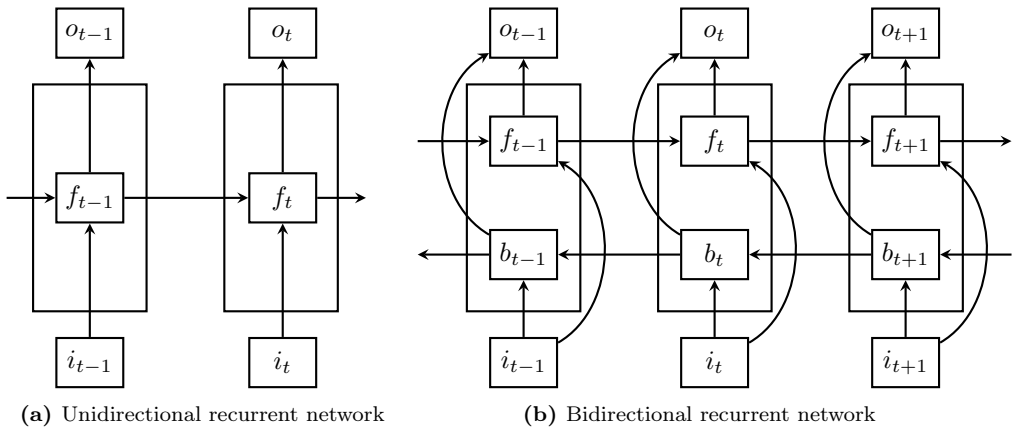 o_{t−1} o_t o_{t−1} o_t o_{t+1}
f_{t−1} f_t f_{t+1}
f_{t−1} f_t
b_{t−1} b_t b_{t+1}
i_{t−1} i_t i_{t−1} i_t i_{t+1}
(a) Unidirectional recurrent network
(b) Bidirectional recurrent network